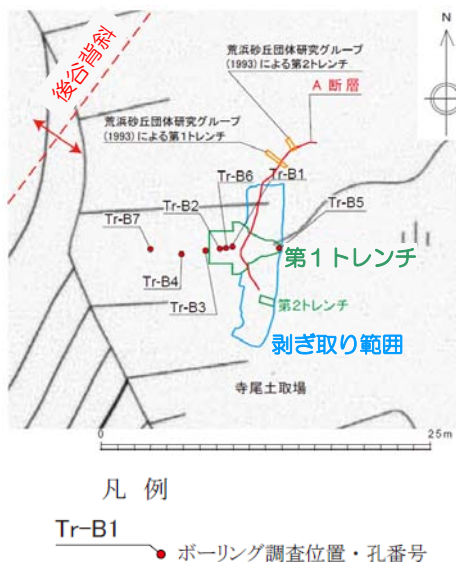 後谷背斜
荒浜砂丘団体研究グループ
(1993)による第2トレンチ
A 断層
N
荒浜砂丘団体研究グループ
(1993)による第1トレンチ
Tr-B6
Tr-B1
Tr-B2
Tr-B5
Tr-B7
第1トレンチ
Tr-B4
Tr-B3
第2トレンチ
剥ぎ取り範囲
寺尾土取場
0
25m
凡 例
Tr-B1
ボーリング調査位置・孔番号